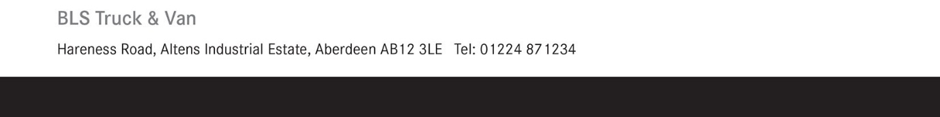 BLS Truck & Van
Hareness Road, Altens Industrial Estate, Aberdeen AB12 3LE Tel: 01224 871234